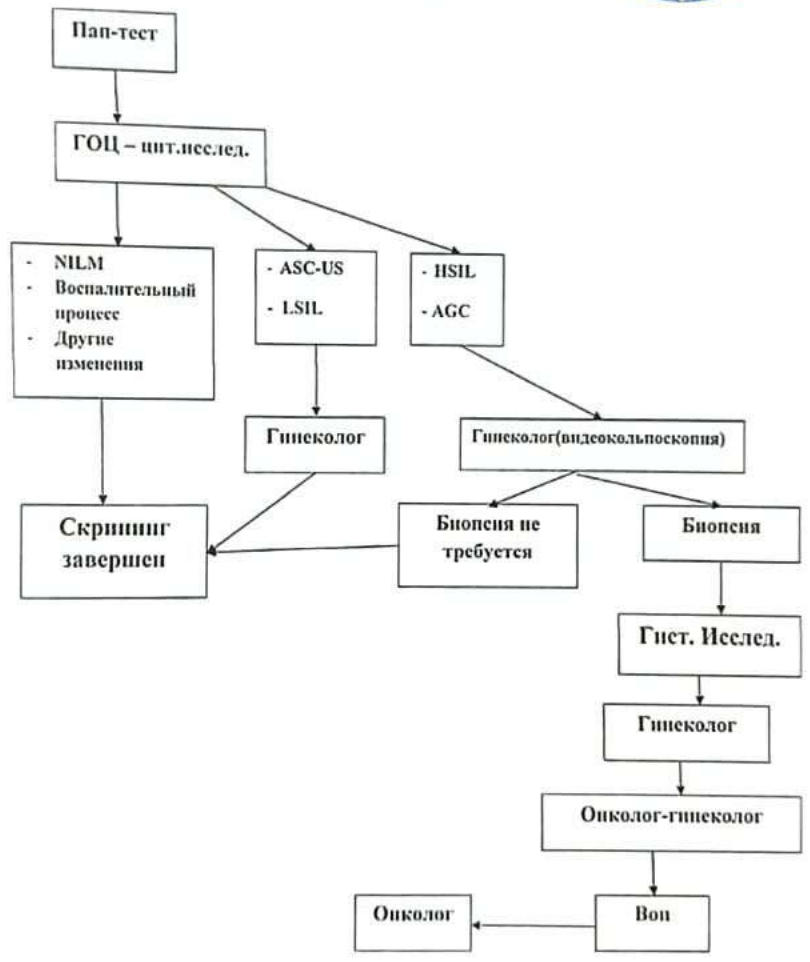 Пап-тест
ГОЦ – цит.исслед.
- NILM
- Воспалительный
процесс
- Другие
изменения
- ASC-US
- LSIL
- HSIL
- AGC
Гинеколог
Гинеколог(видеокольпоскопия)
Скрининг
завершен
Биопсия не
требуется
Биопсия
Гист. Исслед.
Гинеколог
Онколог-гинеколог
Онколог
Воп